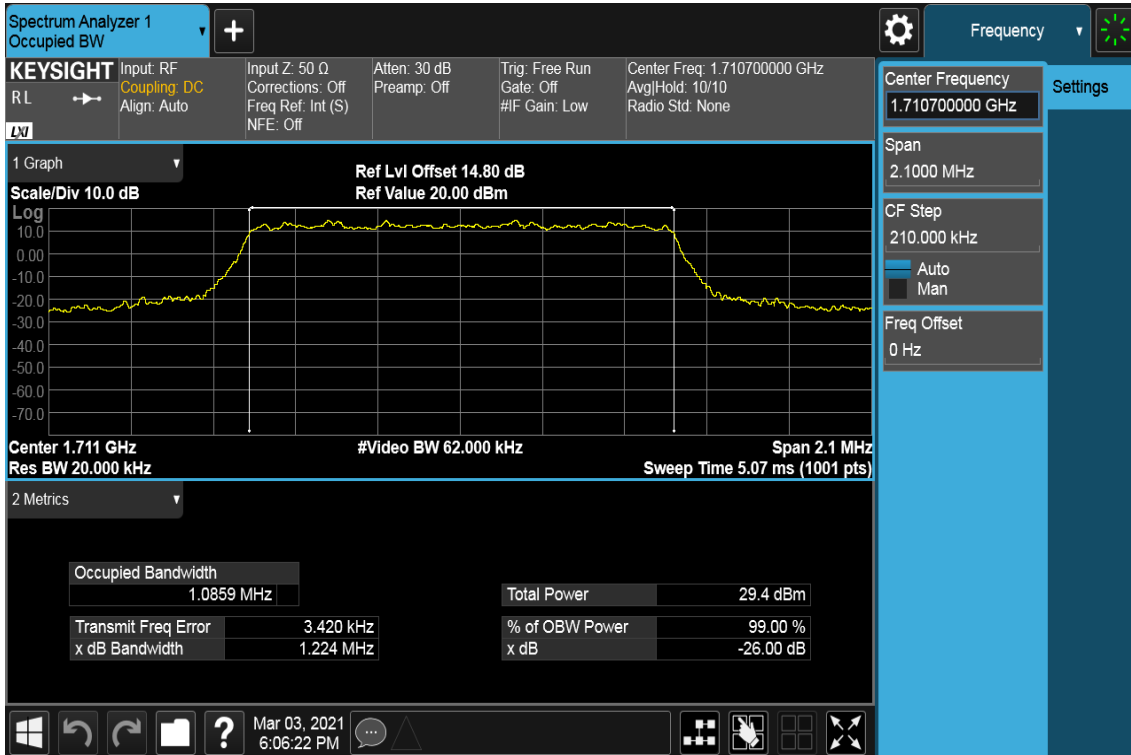 Spectrum Analyzer 1
Occupied BW
+
Frequency
KEYSIGHT
RL
LXI
Input: RF
Coupling: DC
Align: Auto
Input Z: 50 Ω
Corrections: Off
Freq Ref: Int (S)
NFE: Off
Atten: 30 dB
Preamp: Off
Trig: Free Run
Gate: Off
#IF Gain: Low
Center Freq: 1.710700000 GHz
Avg|Hold: 10/10
Radio Std: None
Center Frequency
1.710700000 GHz
Settings
Span
2.1000 MHz
CF Step
210.000 kHz
Auto
Man
Freq Offset
0 Hz
1 Graph
Scale/Div 10.0 dB
Ref Lvl Offset 14.80 dB
Ref Value 20.00 dBm
Log
10.0
0.00
-10.0
-20.0
-30.0
-40.0
-50.0
-60.0
-70.0
Center 1.711 GHz
#Video BW 62.000 kHz
Span 2.1 MHz
Res BW 20.000 kHz
Sweep Time 5.07 ms (1001 pts)
2 Metrics
Occupied Bandwidth
1.0859 MHz
Total Power 29.4 dBm
Transmit Freq Error 3.420 kHz
% of OBW Power 99.00 %
x dB Bandwidth 1.224 MHz
x dB -26.00 dB
?
Mar 03, 2021
6:06:22 PM